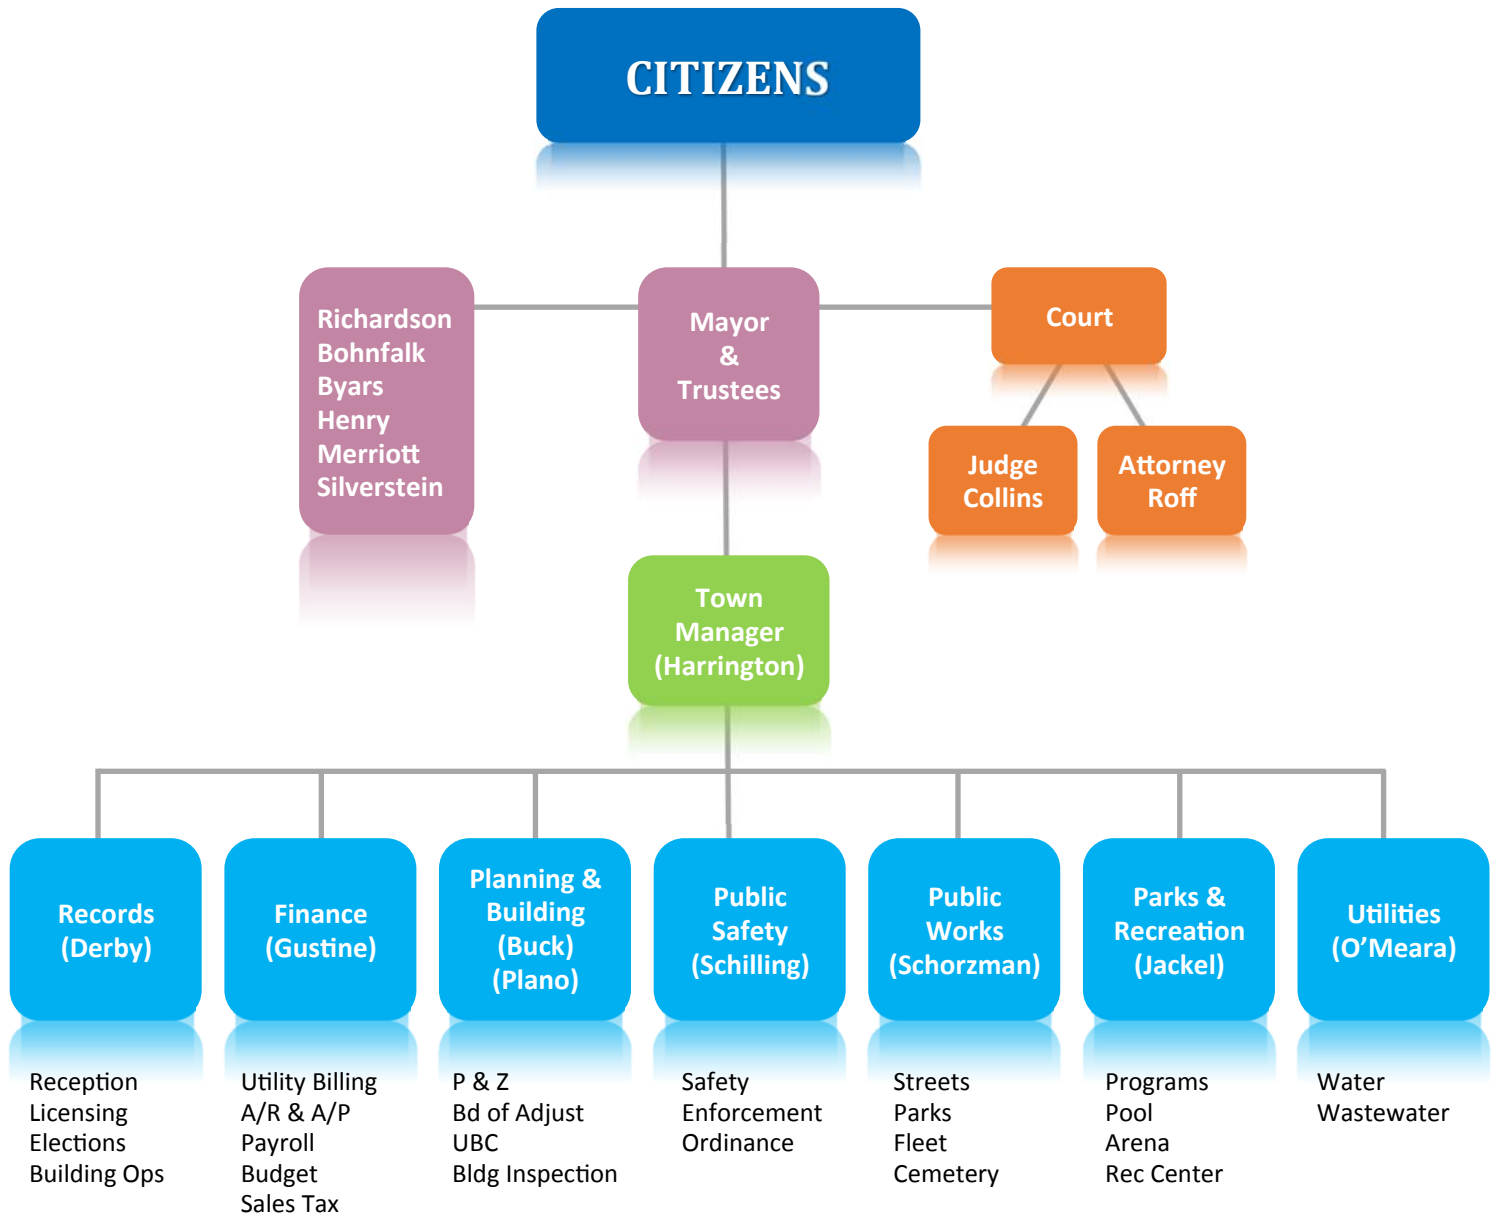 CITIZENS
Richardson
Bohnfalk
Byars
Henry
Merriott
Silverstein
Mayor
&
Trustees
Court
Judge
Collins
Attorney
Roff
Town
Manager
(Harrington)
Records
(Derby)
Finance
(Gustine)
Planning &
Building
(Buck)
(Plano)
Public
Safety
(Schilling)
Public
Works
(Schorzman)
Parks &
Recreation
(Jackel)
Utilities
(O’Meara)
Reception
Licensing
Elections
Building Ops
Utility Billing
A/R & A/P
Payroll
Budget
Sales Tax
P & Z
Bd of Adjust
UBC
Bldg Inspection
Safety
Enforcement
Ordinance
Streets
Parks
Fleet
Cemetery
Programs
Pool
Arena
Rec Center
Water
Wastewater